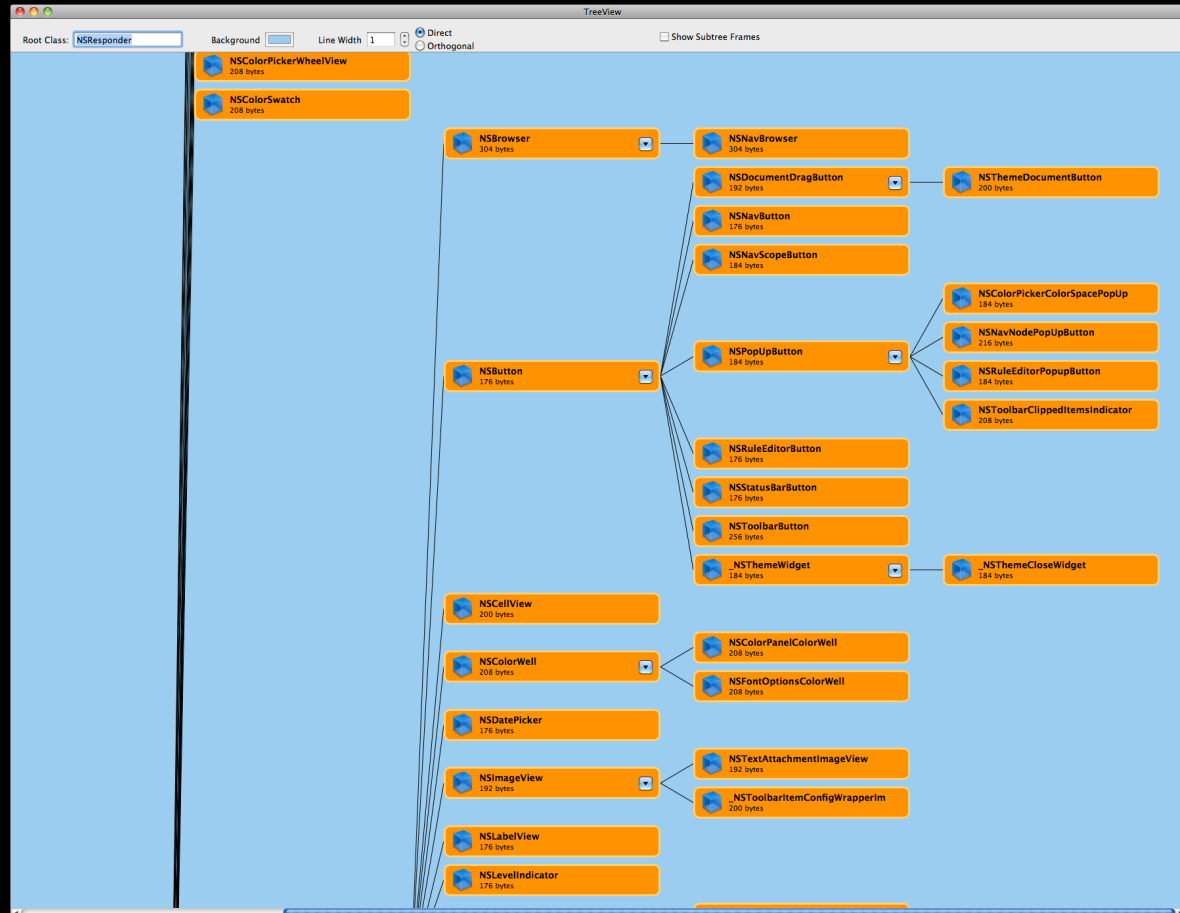 TreeView
Root Class: NSResponder
Background
Line Width 1
Direct
Orthogonal
Show Subtree Frames
NSColorPickerWheelView
208 bytes
NSColorSwatch
208 bytes
NSBrowser
304 bytes
NSNavBrowser
304 bytes
NSDocumentDragButton
192 bytes
NSThemeDocumentButton
200 bytes
NSNavButton
176 bytes
NSNavScopeButton
184 bytes
NSColorPickerColorSpacePopUp
184 bytes
NSNavNodePopUpButton
216 bytes
NSPopUpButton
184 bytes
NSButton
176 bytes
NSRuleEditorPopupButton
184 bytes
NSToolbarClippedItemsIndicator
208 bytes
NSRuleEditorButton
176 bytes
NSStatusBarButton
176 bytes
NSToolbarButton
256 bytes
_NSThemeWidget
184 bytes
_NSThemeCloseWidget
184 bytes
NSCellView
200 bytes
NSColorPanelColorWell
208 bytes
NSColorWell
208 bytes
NSFontOptionsColorWell
208 bytes
NSDatePicker
176 bytes
NSTextAttachmentImageView
192 bytes
NSImageView
192 bytes
_NSToolbarItemConfigWrapperIm
200 bytes
NSLabelView
176 bytes
NSLevelIndicator
176 bytes